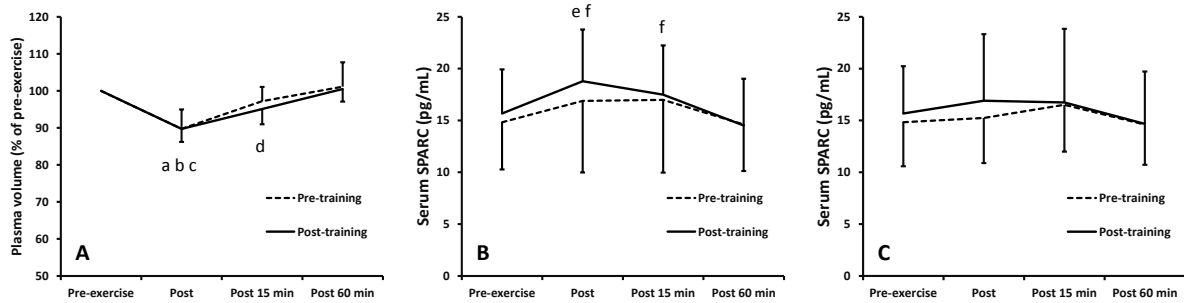 Plasma volume (% of pre-exercise)
120
110
100
90
80
70
60
50
a b c
d
Pre-training
Post-training
A
Pre-exercise Post Post 15 min Post 60 min
Serum SPARC (pg/mL)
25
20
15
10
5
0
e f
f
Pre-training
Post-training
B
Pre-exercise Post Post 15 min Post 60 min
Serum SPARC (pg/mL)
25
20
15
10
5
0
Pre-training
Post-training
C
Pre-exercise Post Post 15 min Post 60 min